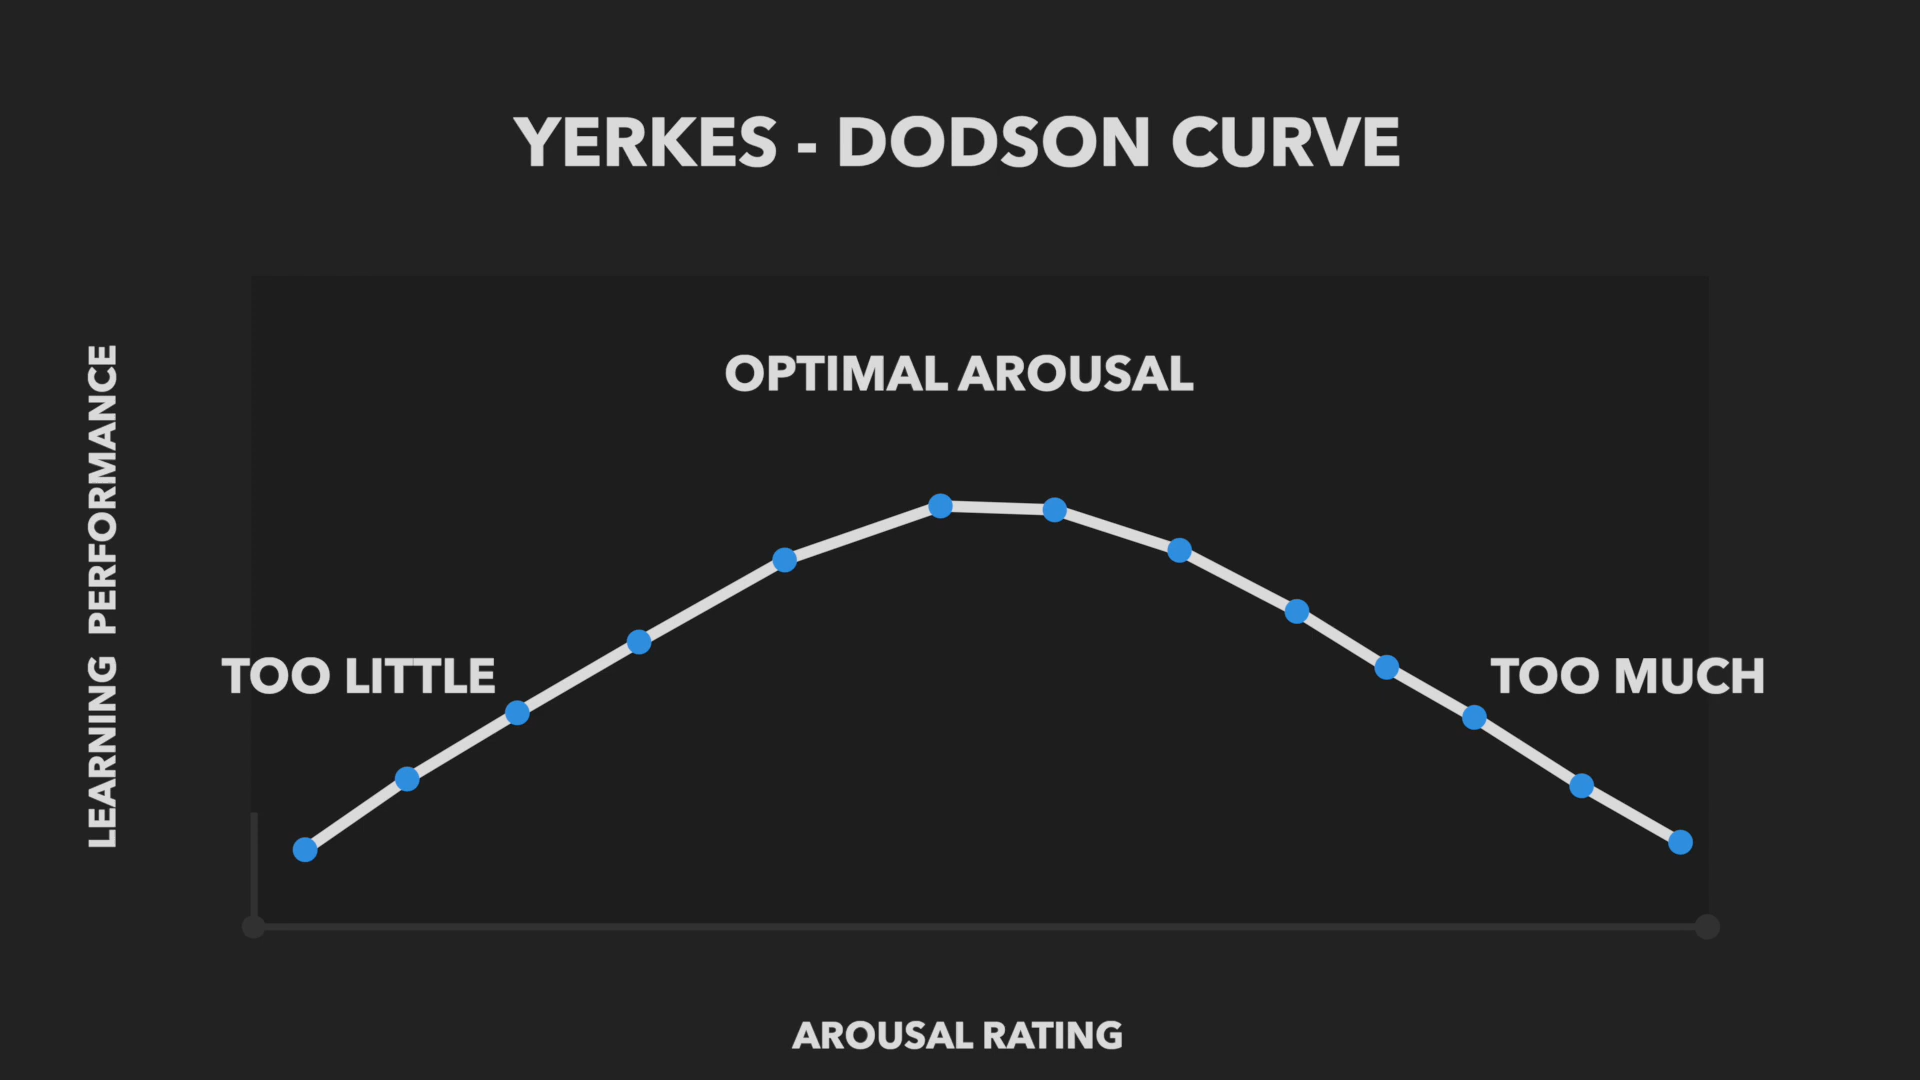 YERKES - DODSON CURVE
OPTIMAL AROUSAL
LEARNING PERFORMANCE
TOO LITTLE
TOO MUCH
AROUSAL RATING